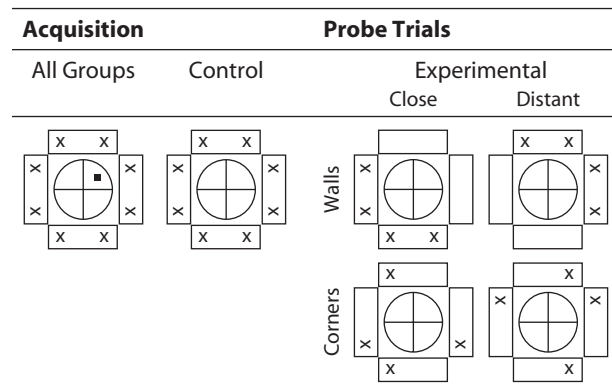 Acquisition Probe Trials
All Groups Control Experimental
Close Distant
x x x x x x
x x x x x x
Walls
x x x x x x
x x x x x x
x x
x x
Corners
x x
x x